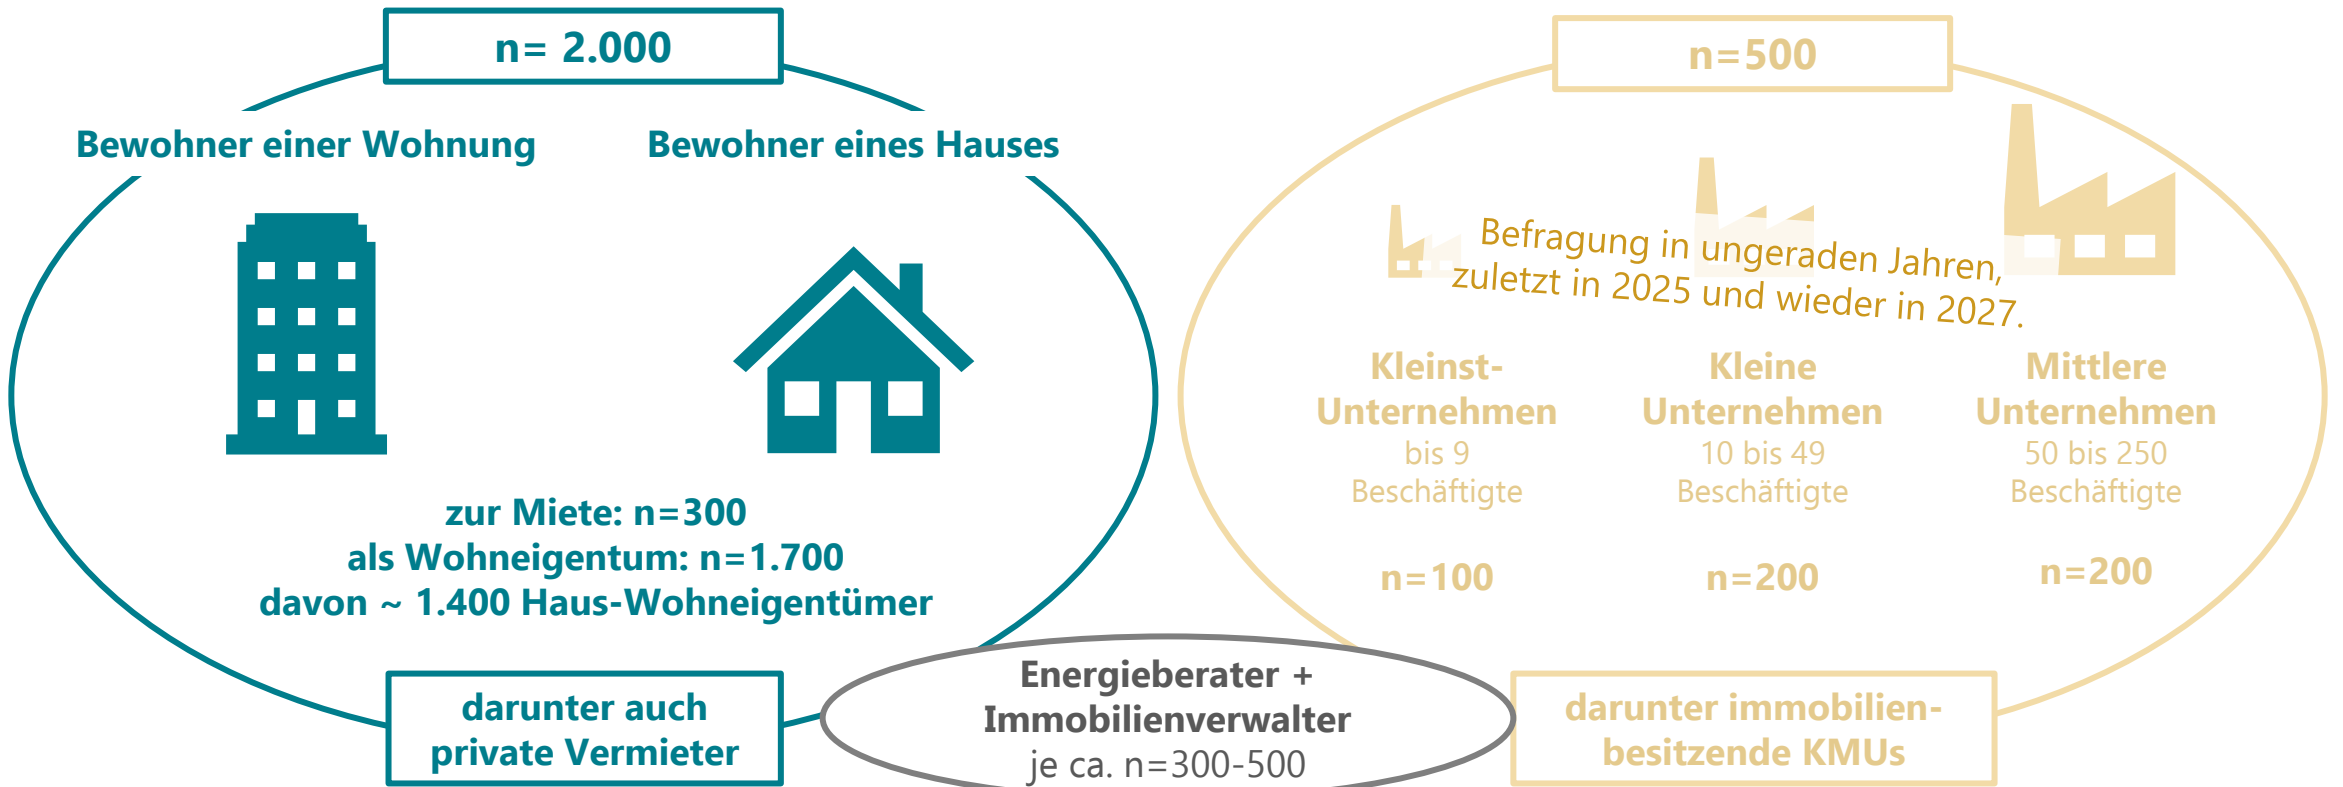 n= 2.000
Bewohner einer Wohnung
Bewohner eines Hauses
zur Miete: n=300
als Wohneigentum: n=1.700
davon ~ 1.400 Haus-Wohneigentümer
darunter auch
private Vermieter
Energieberater +
Immobilienverwalter
je ca. n=300-500
n=500
Befragung in ungeraden Jahren,
zuletzt in 2025 und wieder in 2027.
Kleinst-
Unternehmen
bis 9
Beschäftigte
n=100
Kleine
Unternehmen
10 bis 49
Beschäftigte
n=200
Mittlere
Unternehmen
50 bis 250
Beschäftigte
n=200
darunter immobilien-
besitzende KMUs